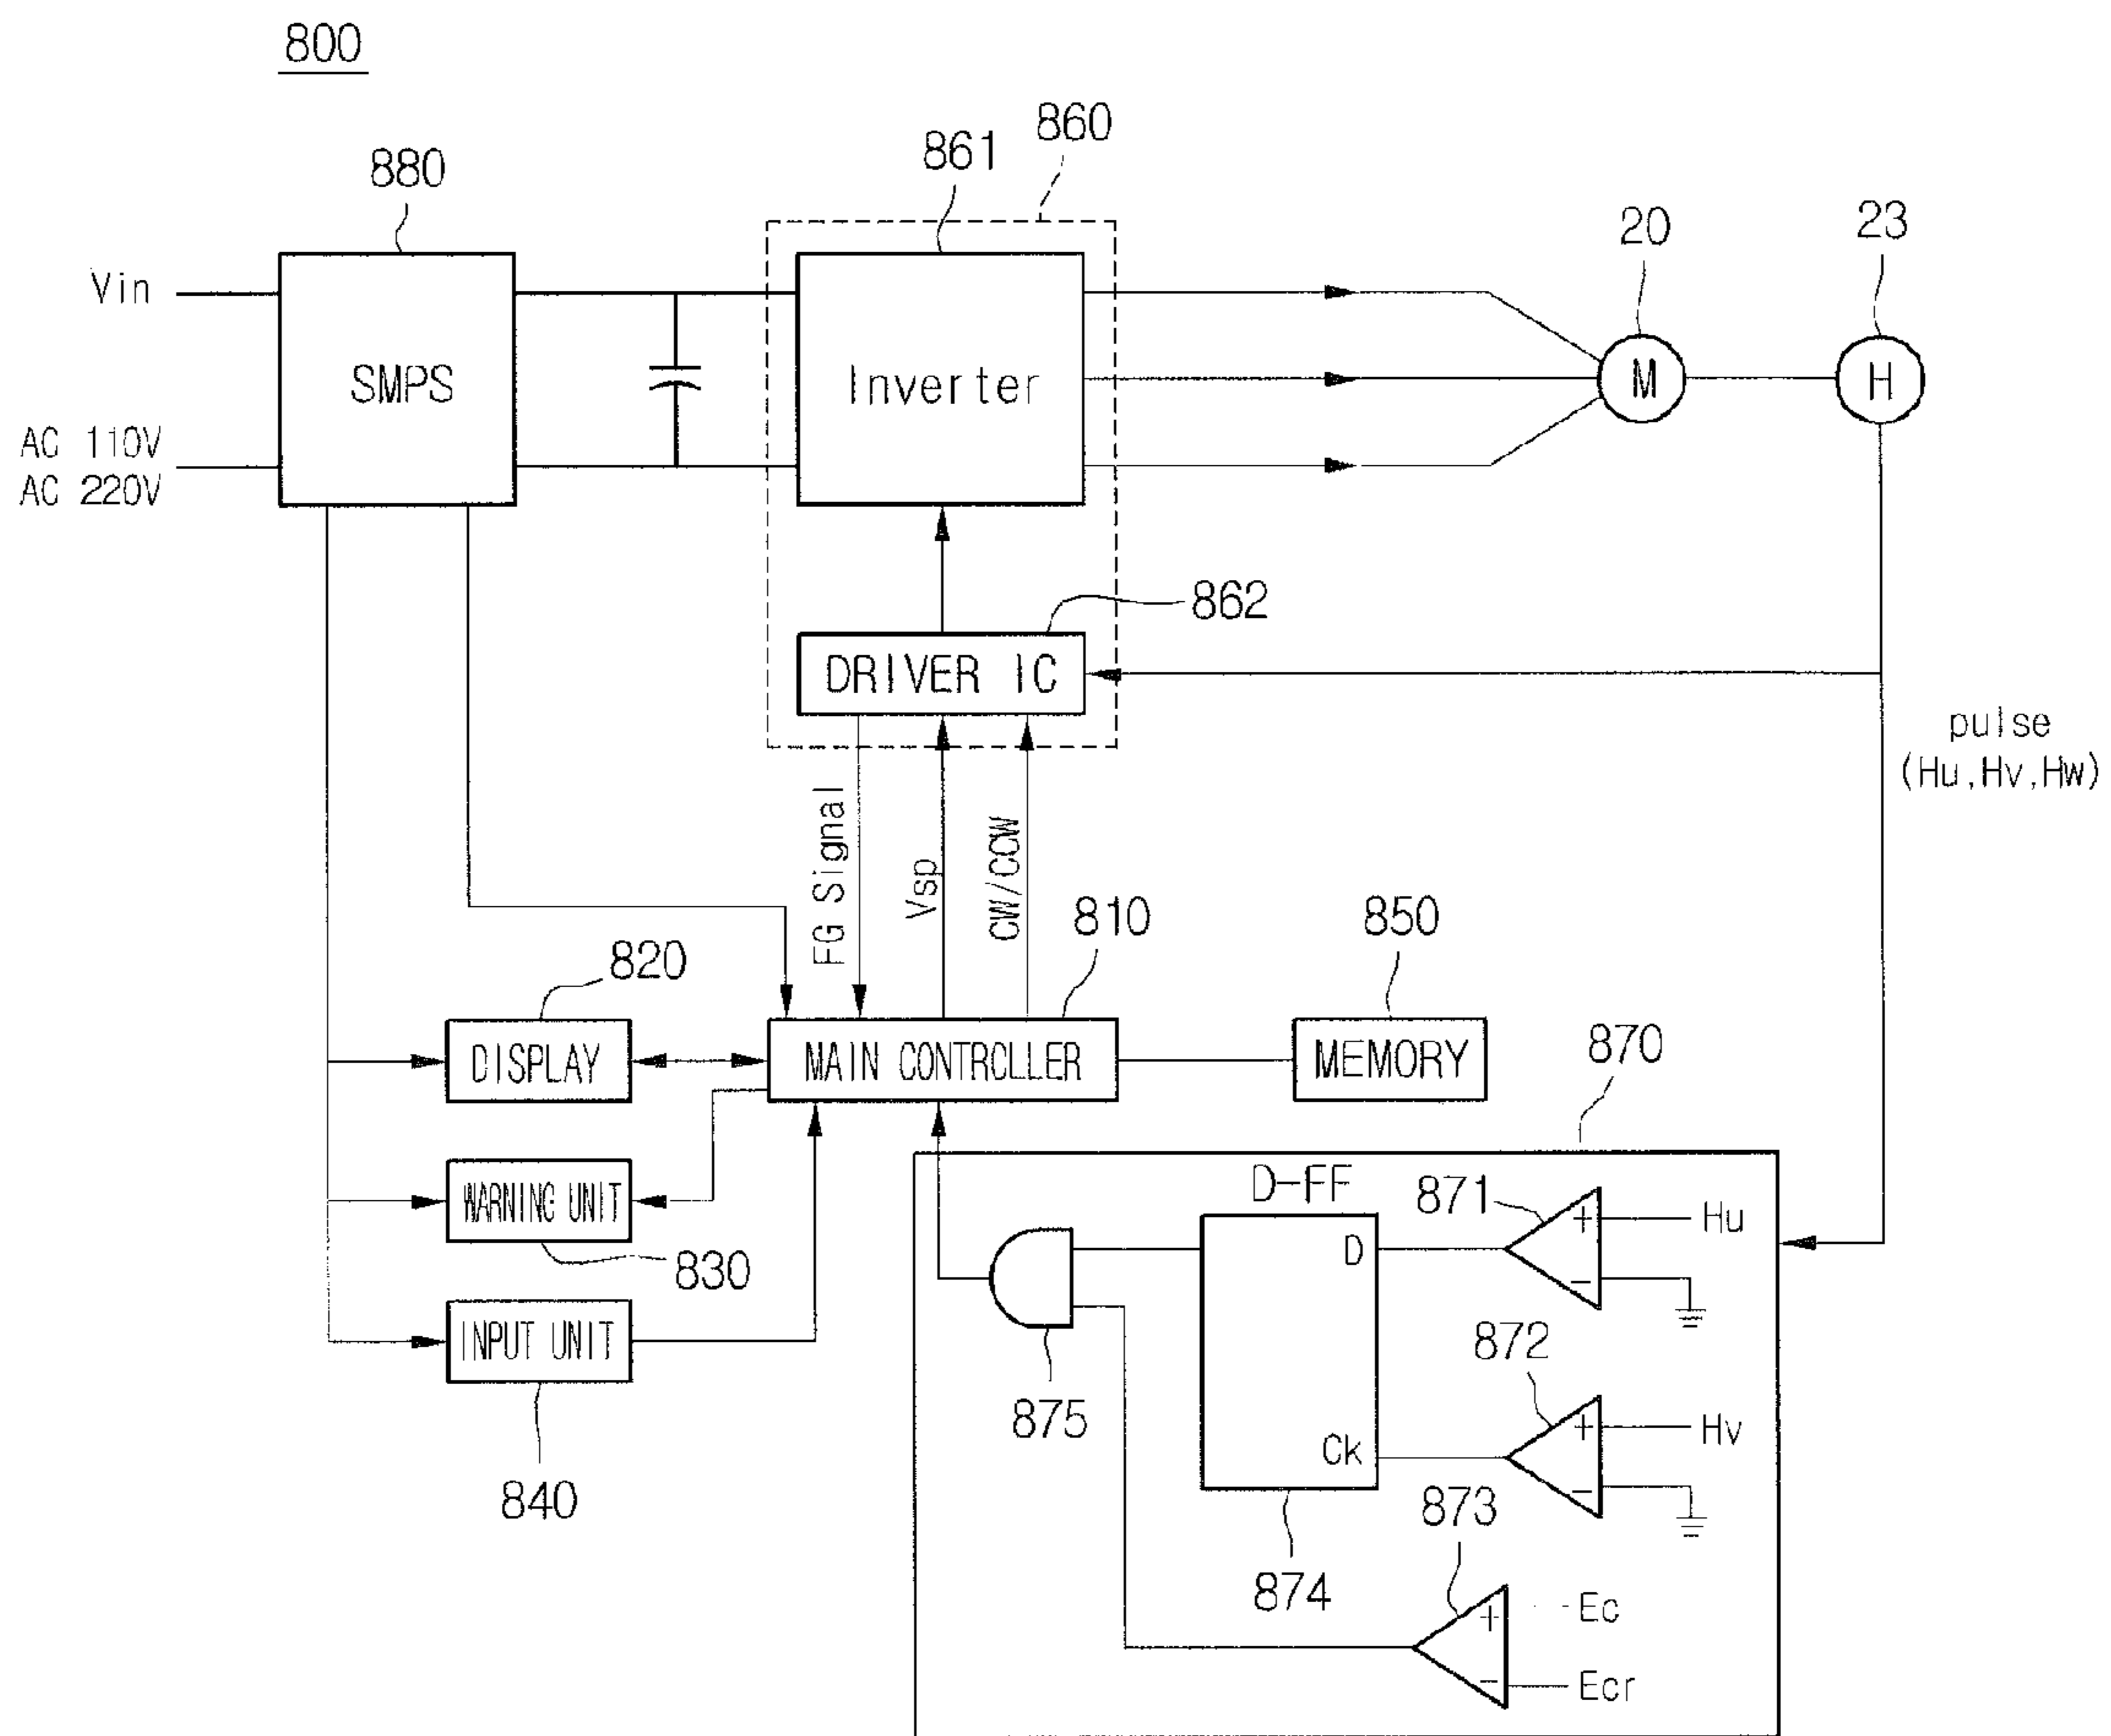 800
860
861
880
20
23
Vin
SMPS
Inverter
M
H
AC 110V
AC 220V
862
DRIVER IC
pulse
(Hu,Hv,Hw)
FG Signal
Vsp
CW/CCW
810
850
820
870
DISPLAY
MAIN CONTROLLER
MEMORY
D-FF
871
WARNING UNIT
+
Hu
D
830
−
INPUT UNIT
872
875
+
Hv
Ck
840
873
−
874
+
Ec
−
Ecr